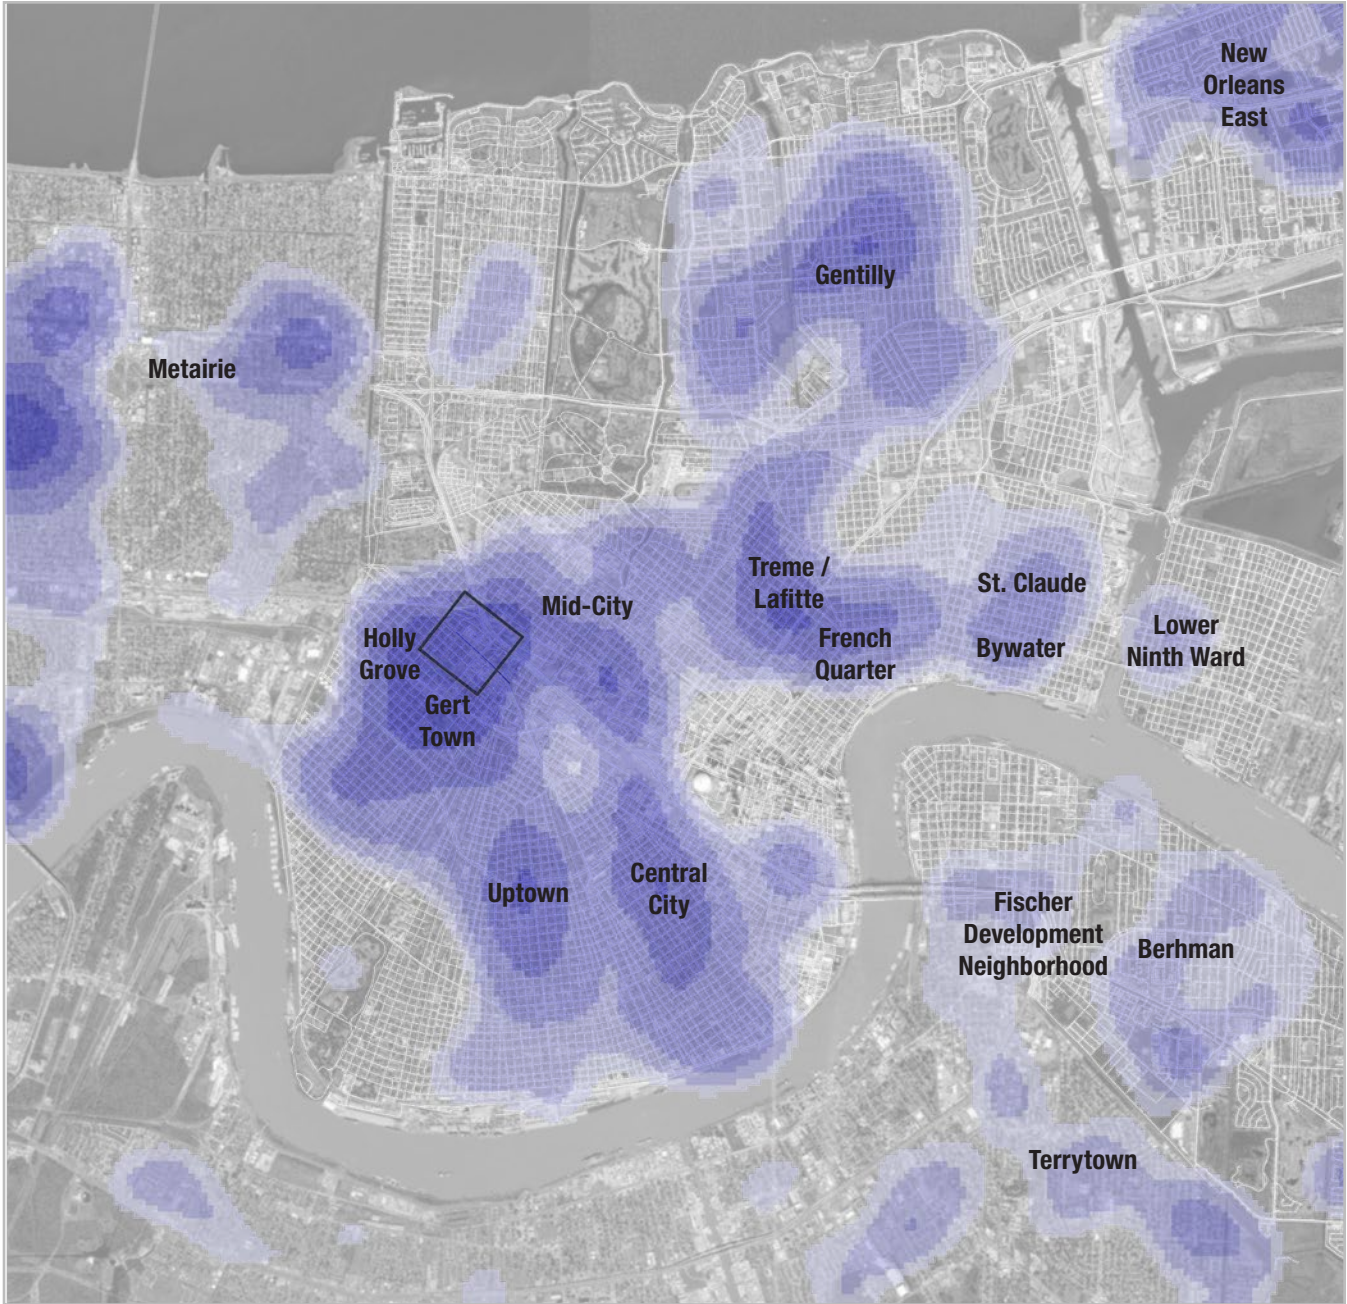 New
Orleans
East
Gentilly
Metairie
Treme /
Lafitte
St. Claude
Mid-City
Holly
Grove
French
Quarter
Bywater
Lower
Ninth Ward
Gert
Town
Uptown
Central
City
Fischer
Development
Neighborhood
Berhman
Terrytown